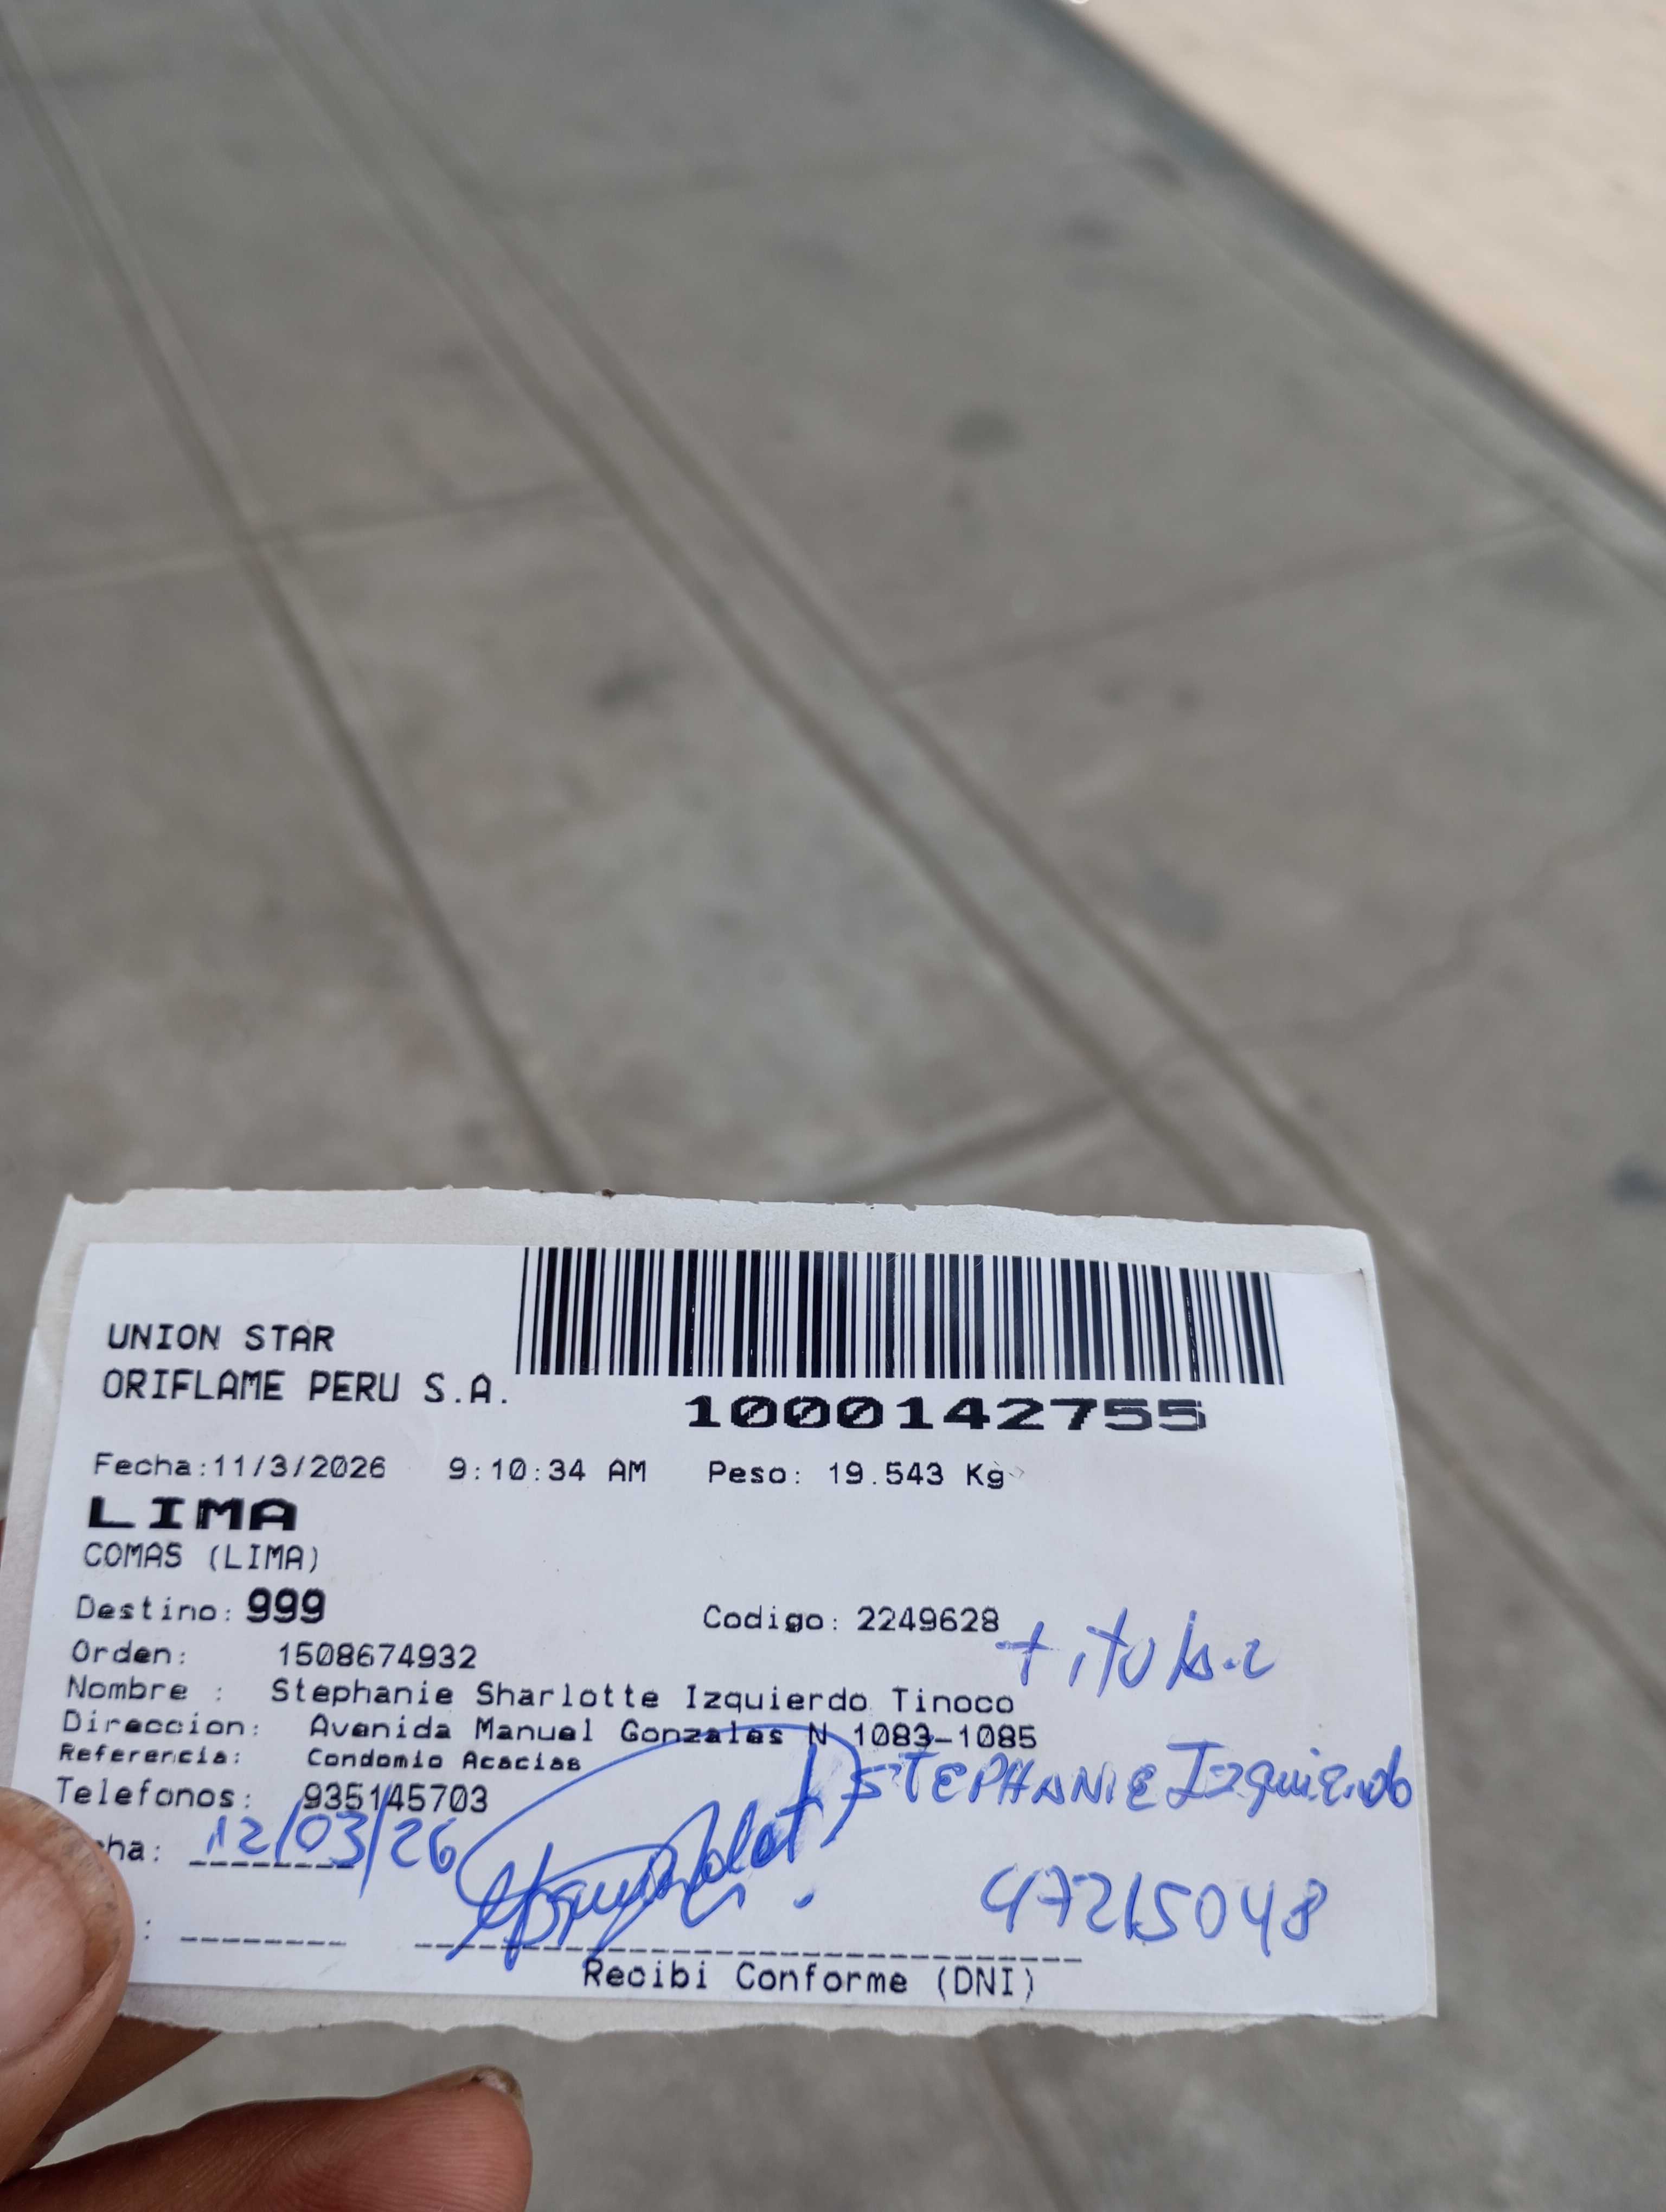 UNION STAR
ORIFLAME PERU S.A.
1000142755
Fecha:11/3/2026 9:10:34 AM Peso: 19.543 Kg
LIMA
COMAS (LIMA)
Destino: 999 Codigo: 2249628
titular
Orden: 1508674932
Nombre : Stephanie Sharlotte Izquierdo Tinoco
Direccion: Avenida Manuel Gonzales N 1083-1085
Referencia: Condomio Acacias
STEPHANIE Izquierdo
Telefonos: 935145703
ha: 12/03/26
47215048
: 
Recibi Conforme (DNI)